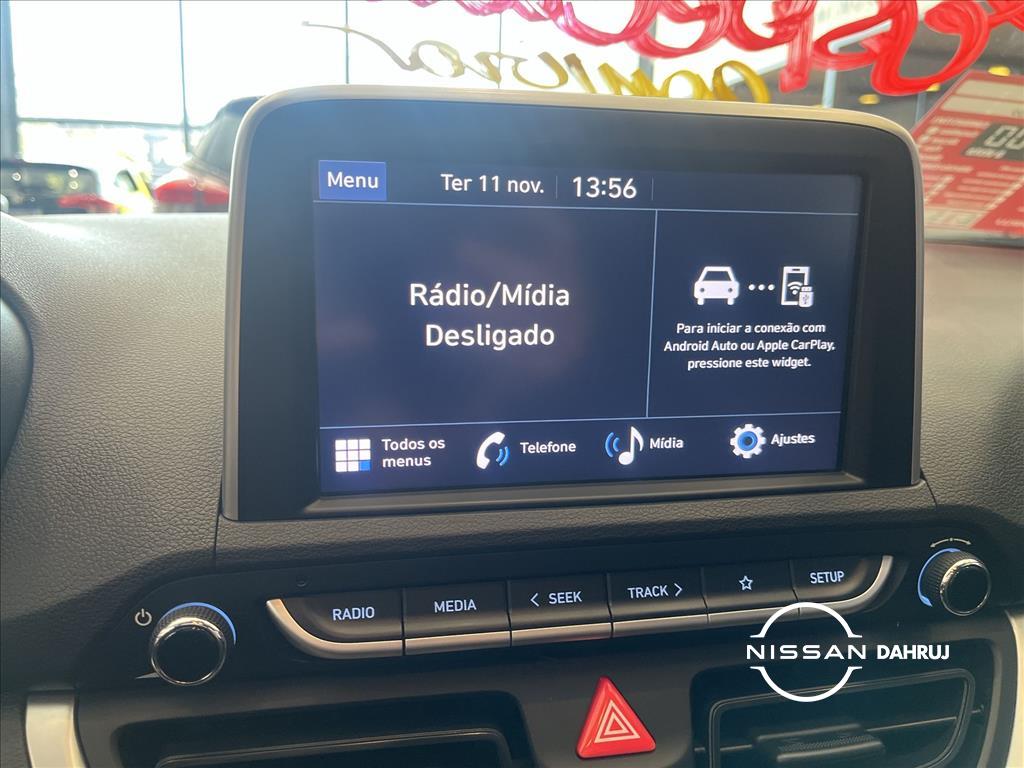 Menu
Ter 11 nov.
13:56
Rádio/Mídia
Desligado
Para iniciar a conexão com
Android Auto ou Apple CarPlay,
pressione este widget.
Todos os
menus
Telefone
Mídia
Ajustes
RADIO
MEDIA
< SEEK
TRACK >
SETUP
NISSAN DAHRUJ